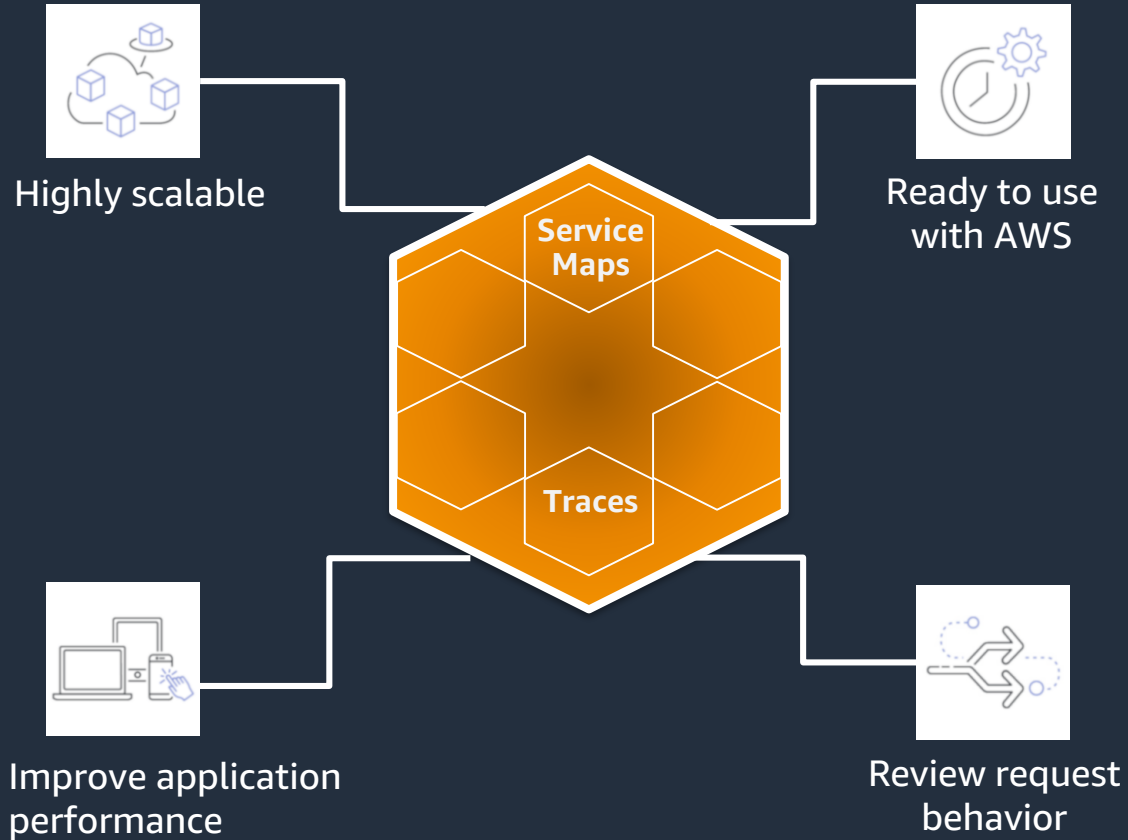 Highly scalable
Ready to use
with AWS
Service
Maps
Traces
Improve application
performance
Review request
behavior